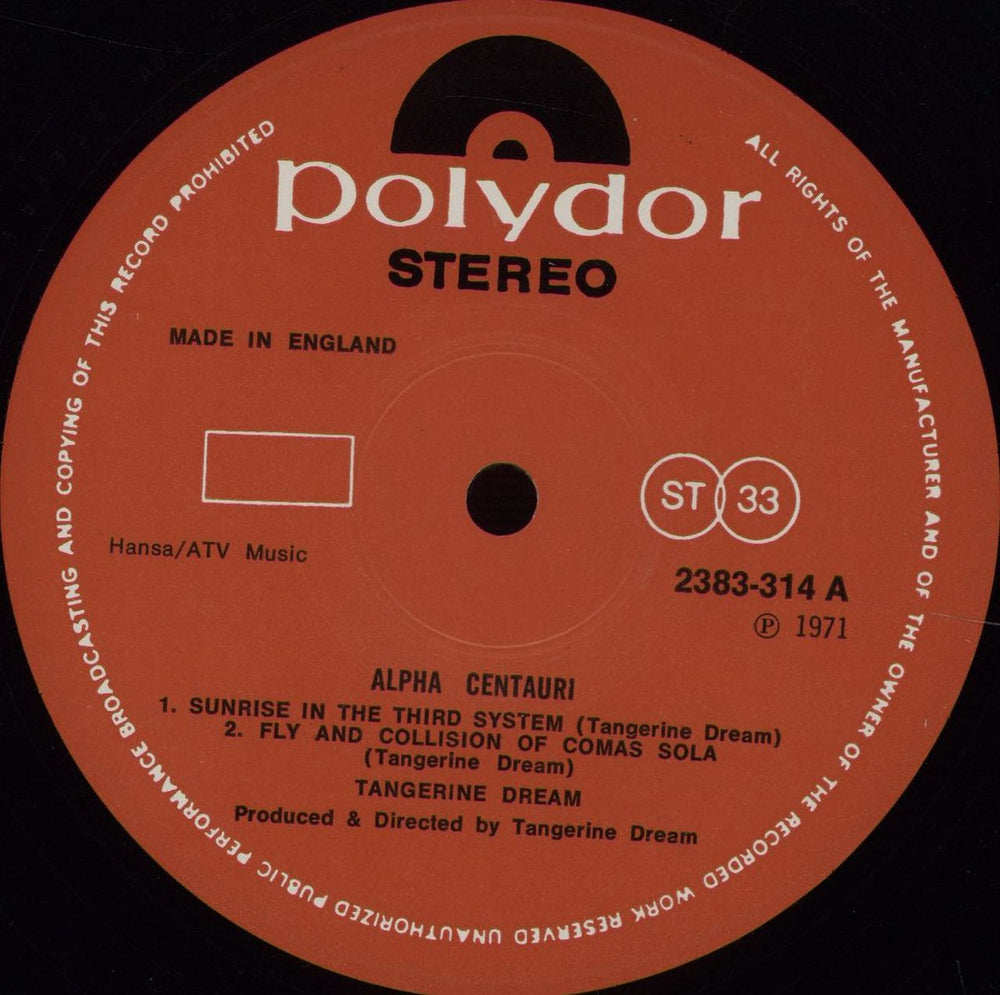 polydor
STEREO
MADE IN ENGLAND
ST 33
Hansa/ATV Music
2383-314 A
Ⓟ 1971
ALPHA CENTAURI
1. SUNRISE IN THE THIRD SYSTEM (Tangerine Dream)
2. FLY AND COLLISION OF COMAS SOLA
(Tangerine Dream)
TANGERINE DREAM
Produced & Directed by Tangerine Dream
ALL RIGHTS OF THE MANUFACTURER AND OF THE OWNER OF THE RECORDED WORK RESERVED UNAUTHORIZED PUBLIC PERFORMANCE BROADCASTING AND COPYING OF THIS RECORD PROHIBITED